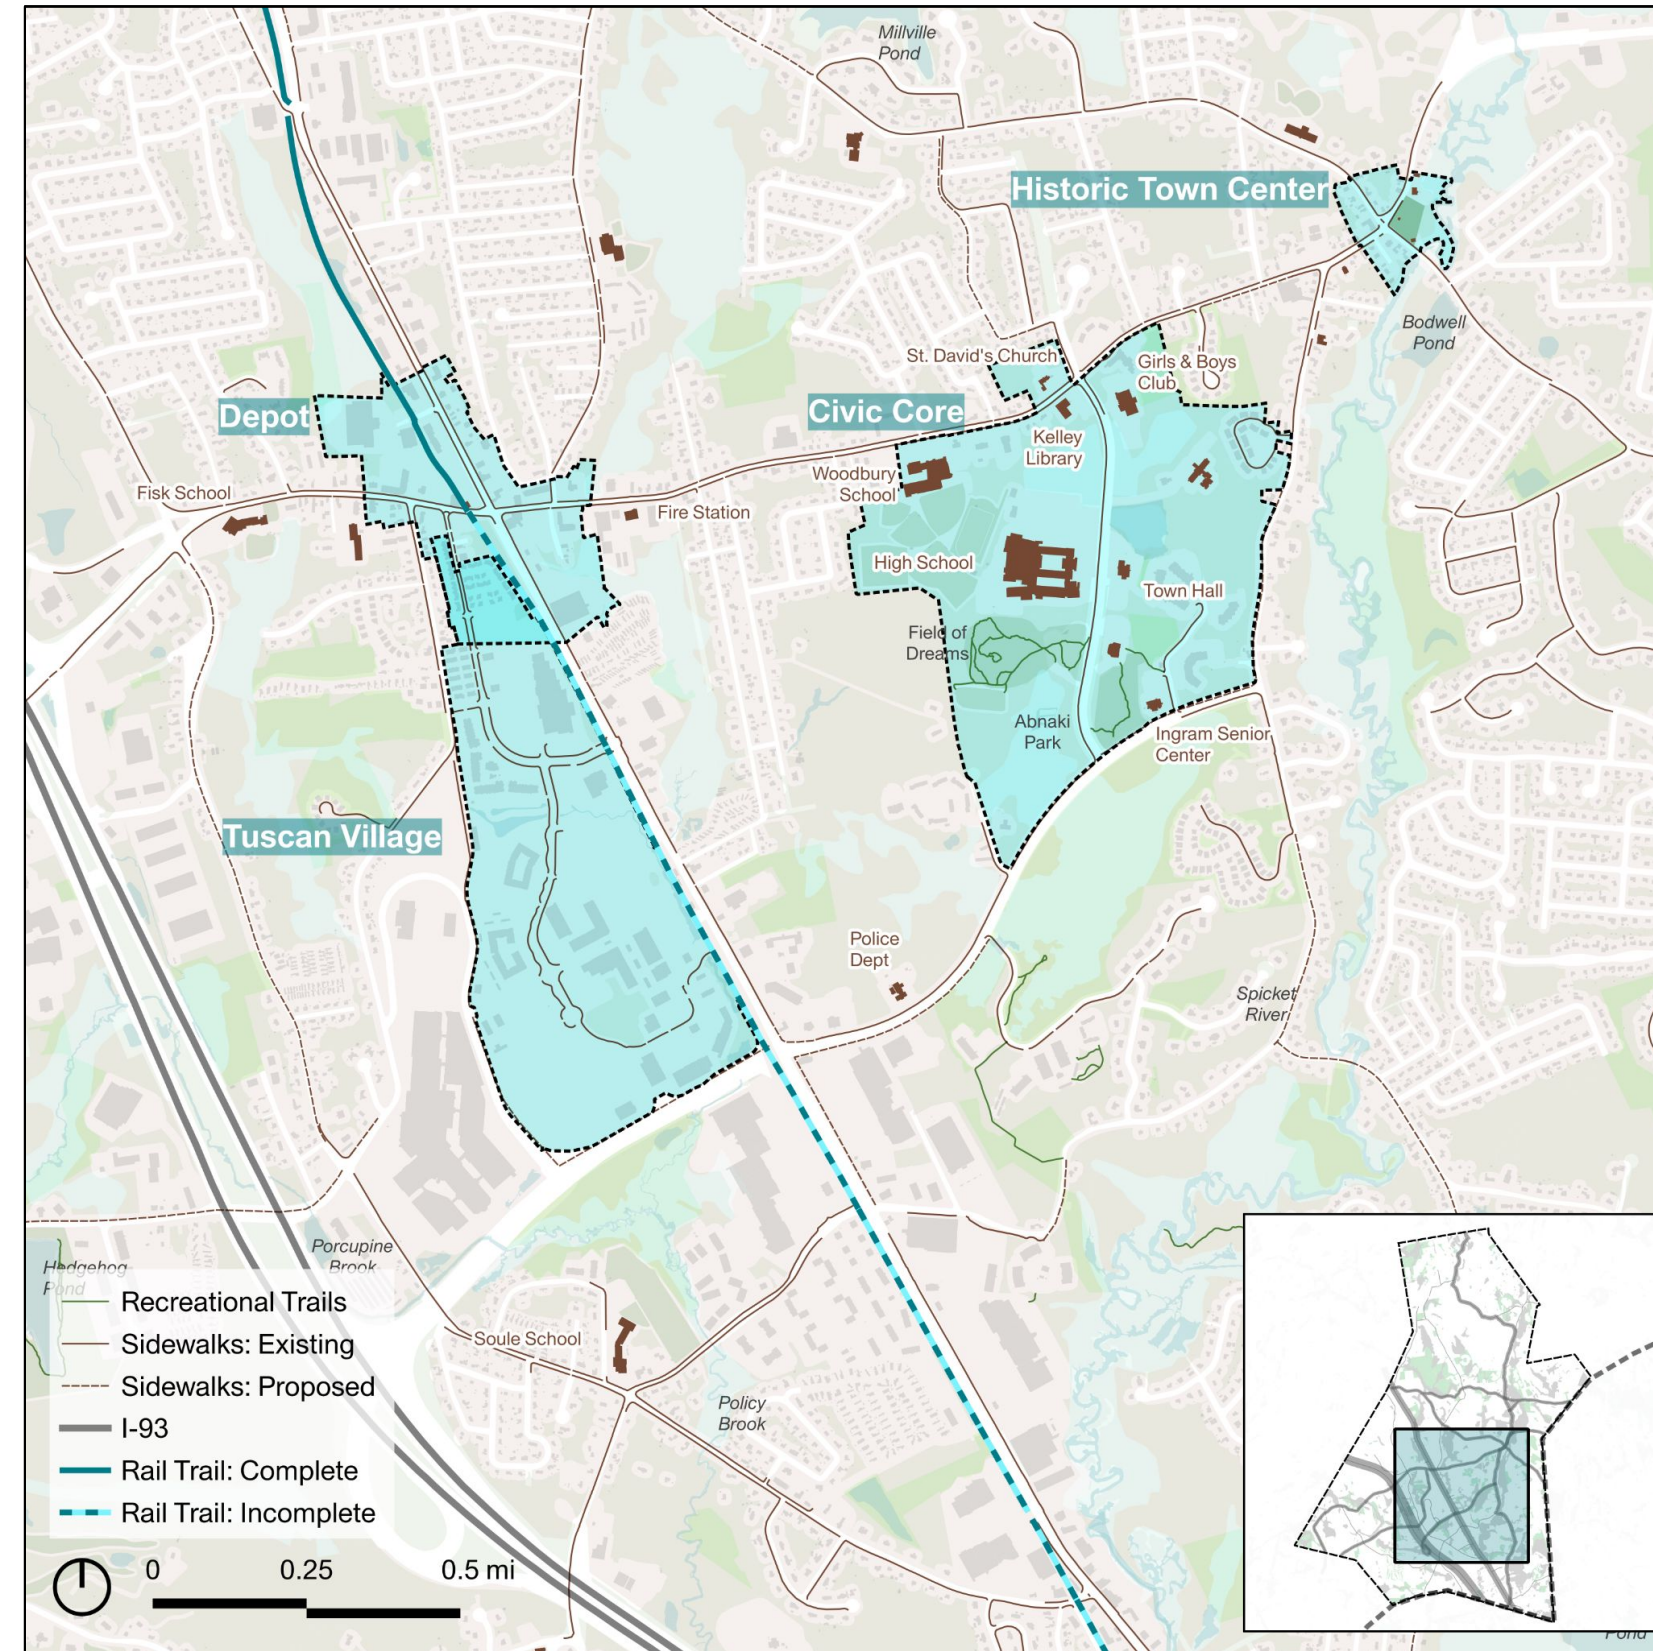 Millville
Pond
Historic Town Center
Bodwell
Pond
St. David's Church
Girls & Boys
Club
Depot
Civic Core
Kelley
Library
Woodbury
School
Fisk School
Fire Station
High School
Town Hall
Field of
Dreams
Abnaki
Park
Ingram Senior
Center
Tuscan Village
Police
Dept
Spicket
River
Porcupine
Brook
Hedgehog
Pond
Recreational Trails
Sidewalks: Existing
Sidewalks: Proposed
I-93
Rail Trail: Complete
Rail Trail: Incomplete
Soule School
Policy
Brook
0 0.25 0.5 mi
Pond